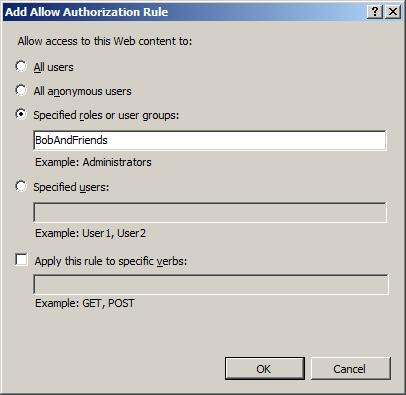 Add Allow Authorization Rule
Allow access to this Web content to:
All users
All anonymous users
Specified roles or user groups:
BobAndFriends
Example: Administrators
Specified users:
Example: User1, User2
Apply this rule to specific verbs:
Example: GET, POST
OK Cancel